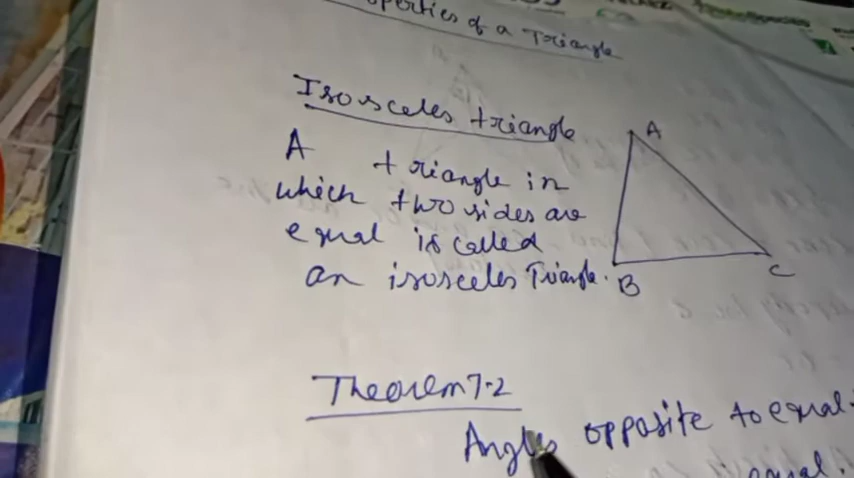 operties of a Triangle
Isosceles triangle
A triangle in
which two sides are
equal is called
an isosceles Triangle.
A
B
C
Theorem 7.2
Angles opposite to equal
equal.